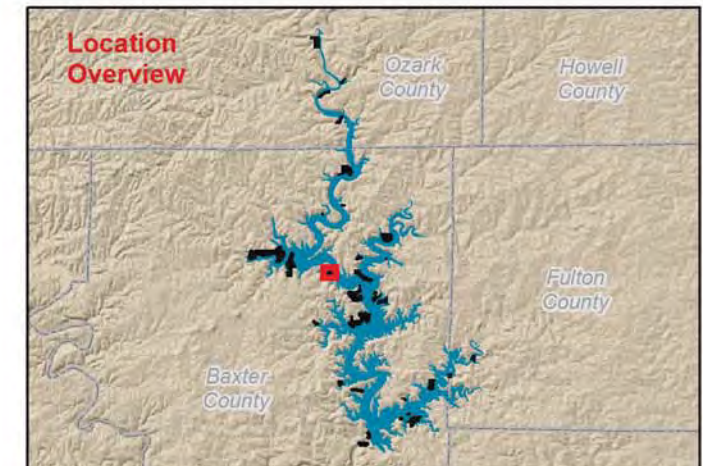 Location
Overview
Ozark
County
Howell
County
Fulton
County
Baxter
County